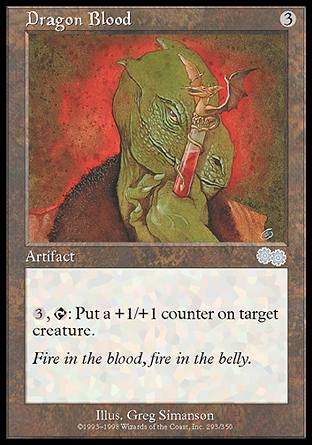 Dragon Blood 3
Artifact
3, : Put a +1/+1 counter on target
creature.
Fire in the blood, fire in the belly.
Illus. Greg Simanson
©1993-1998 Wizards of the Coast, Inc. 293/350